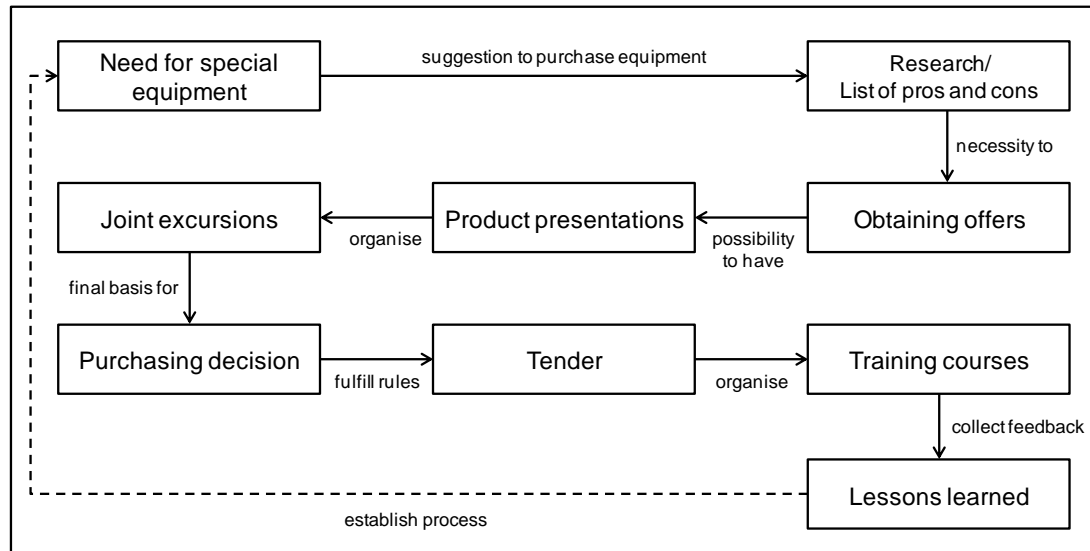 Need for special
equipment
suggestion to purchase equipment
Research/
List of pros and cons
necessity to
Joint excursions
organise
Product presentations
possibility
to have
Obtaining offers
final basis for
Purchasing decision
fulfill rules
Tender
organise
Training courses
collect feedback
Lessons learned
establish process